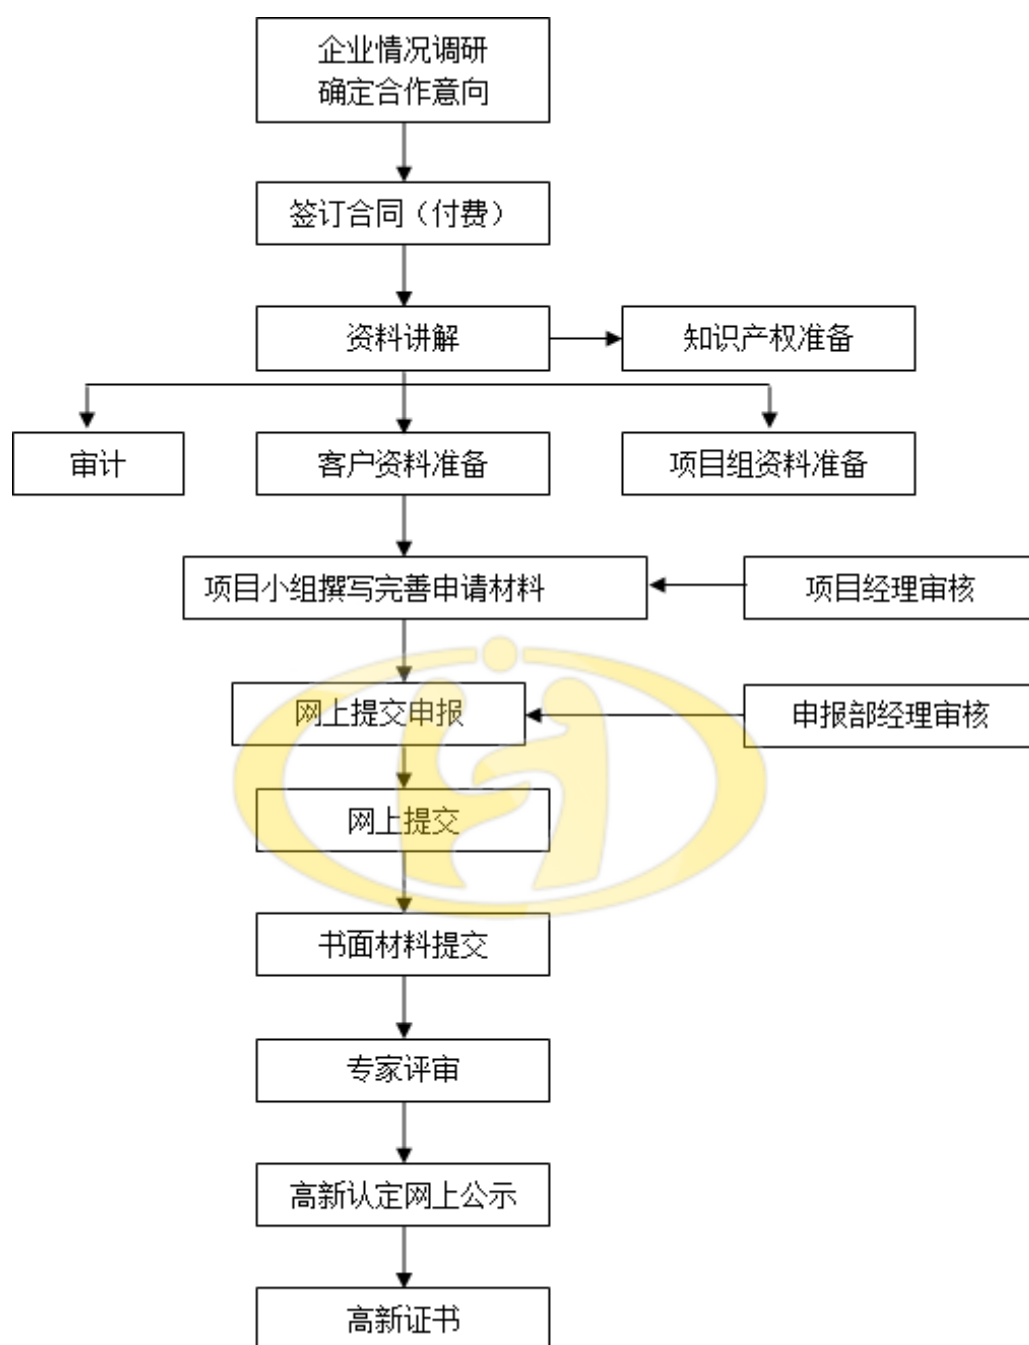 企业情况调研
确定合作意向
签订合同（付费）
资料讲解
知识产权准备
审计
客户资料准备
项目组资料准备
项目小组撰写完善申请材料
项目经理审核
网上提交申报
申报部经理审核
网上提交
书面材料提交
专家评审
高新认定网上公示
高新证书